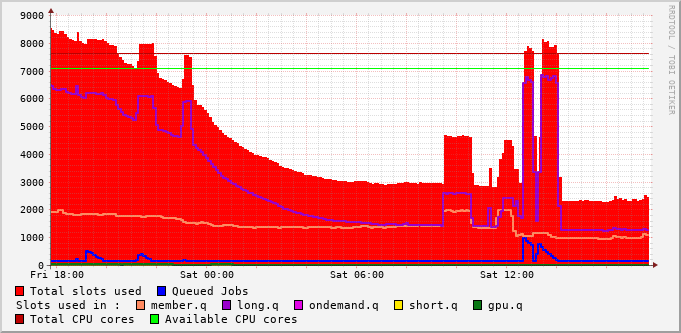 9000
8000
7000
6000
5000
4000
3000
2000
1000
0
Fri 18:00 Sat 00:00 Sat 06:00 Sat 12:00
RRDTOOL / TOBI OETIKER
Total slots used Queued Jobs
Slots used in : member.q long.q ondemand.q short.q gpu.q
Total CPU cores Available CPU cores